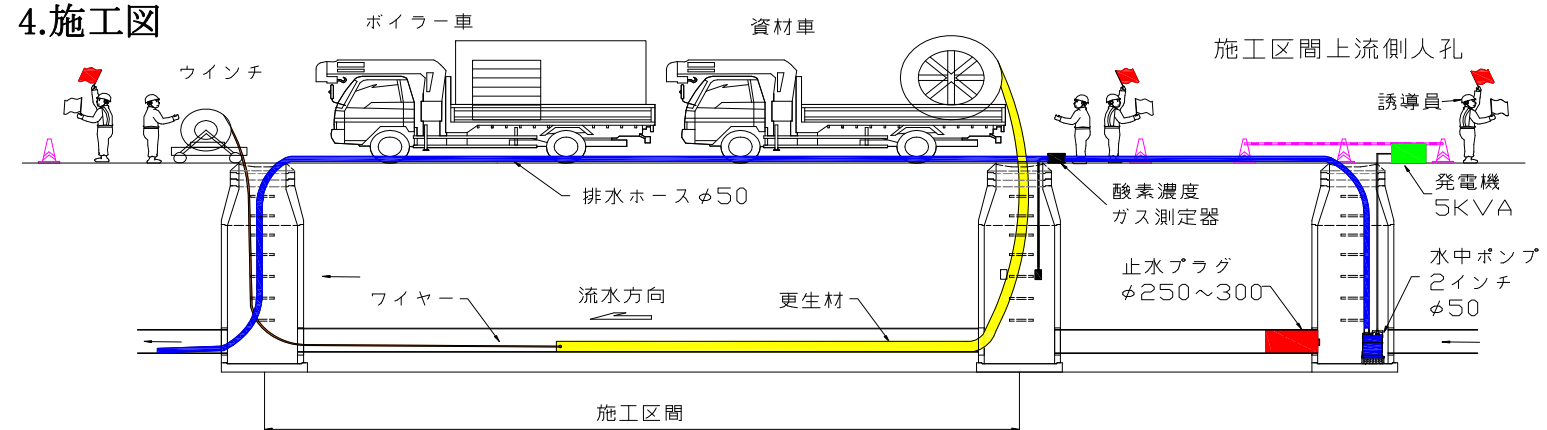 4.施工図
ボイラー車
資材車
施工区間上流側人孔
ウインチ
誘導員
排水ホースφ50
酸素濃度
ガス測定器
発電機
5KVA
ワイヤー
流水方向
更生材
止水プラグ
φ250～300
水中ポンプ
2インチ
φ50
施工区間